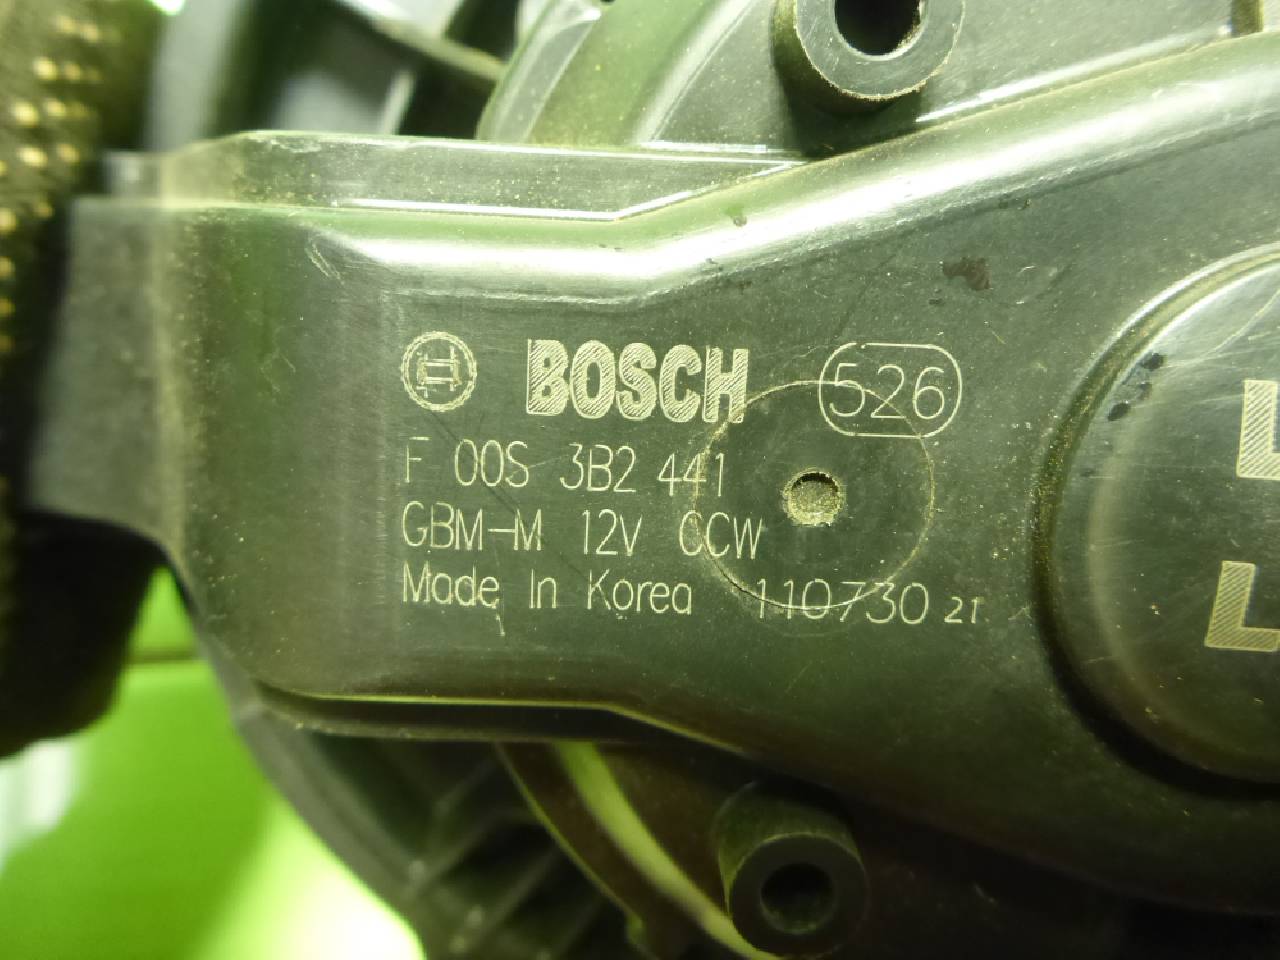 BOSCH 526
F 00S 3B2 441
GBM-M 12V CCW
Made In Korea 110730 21
L
L